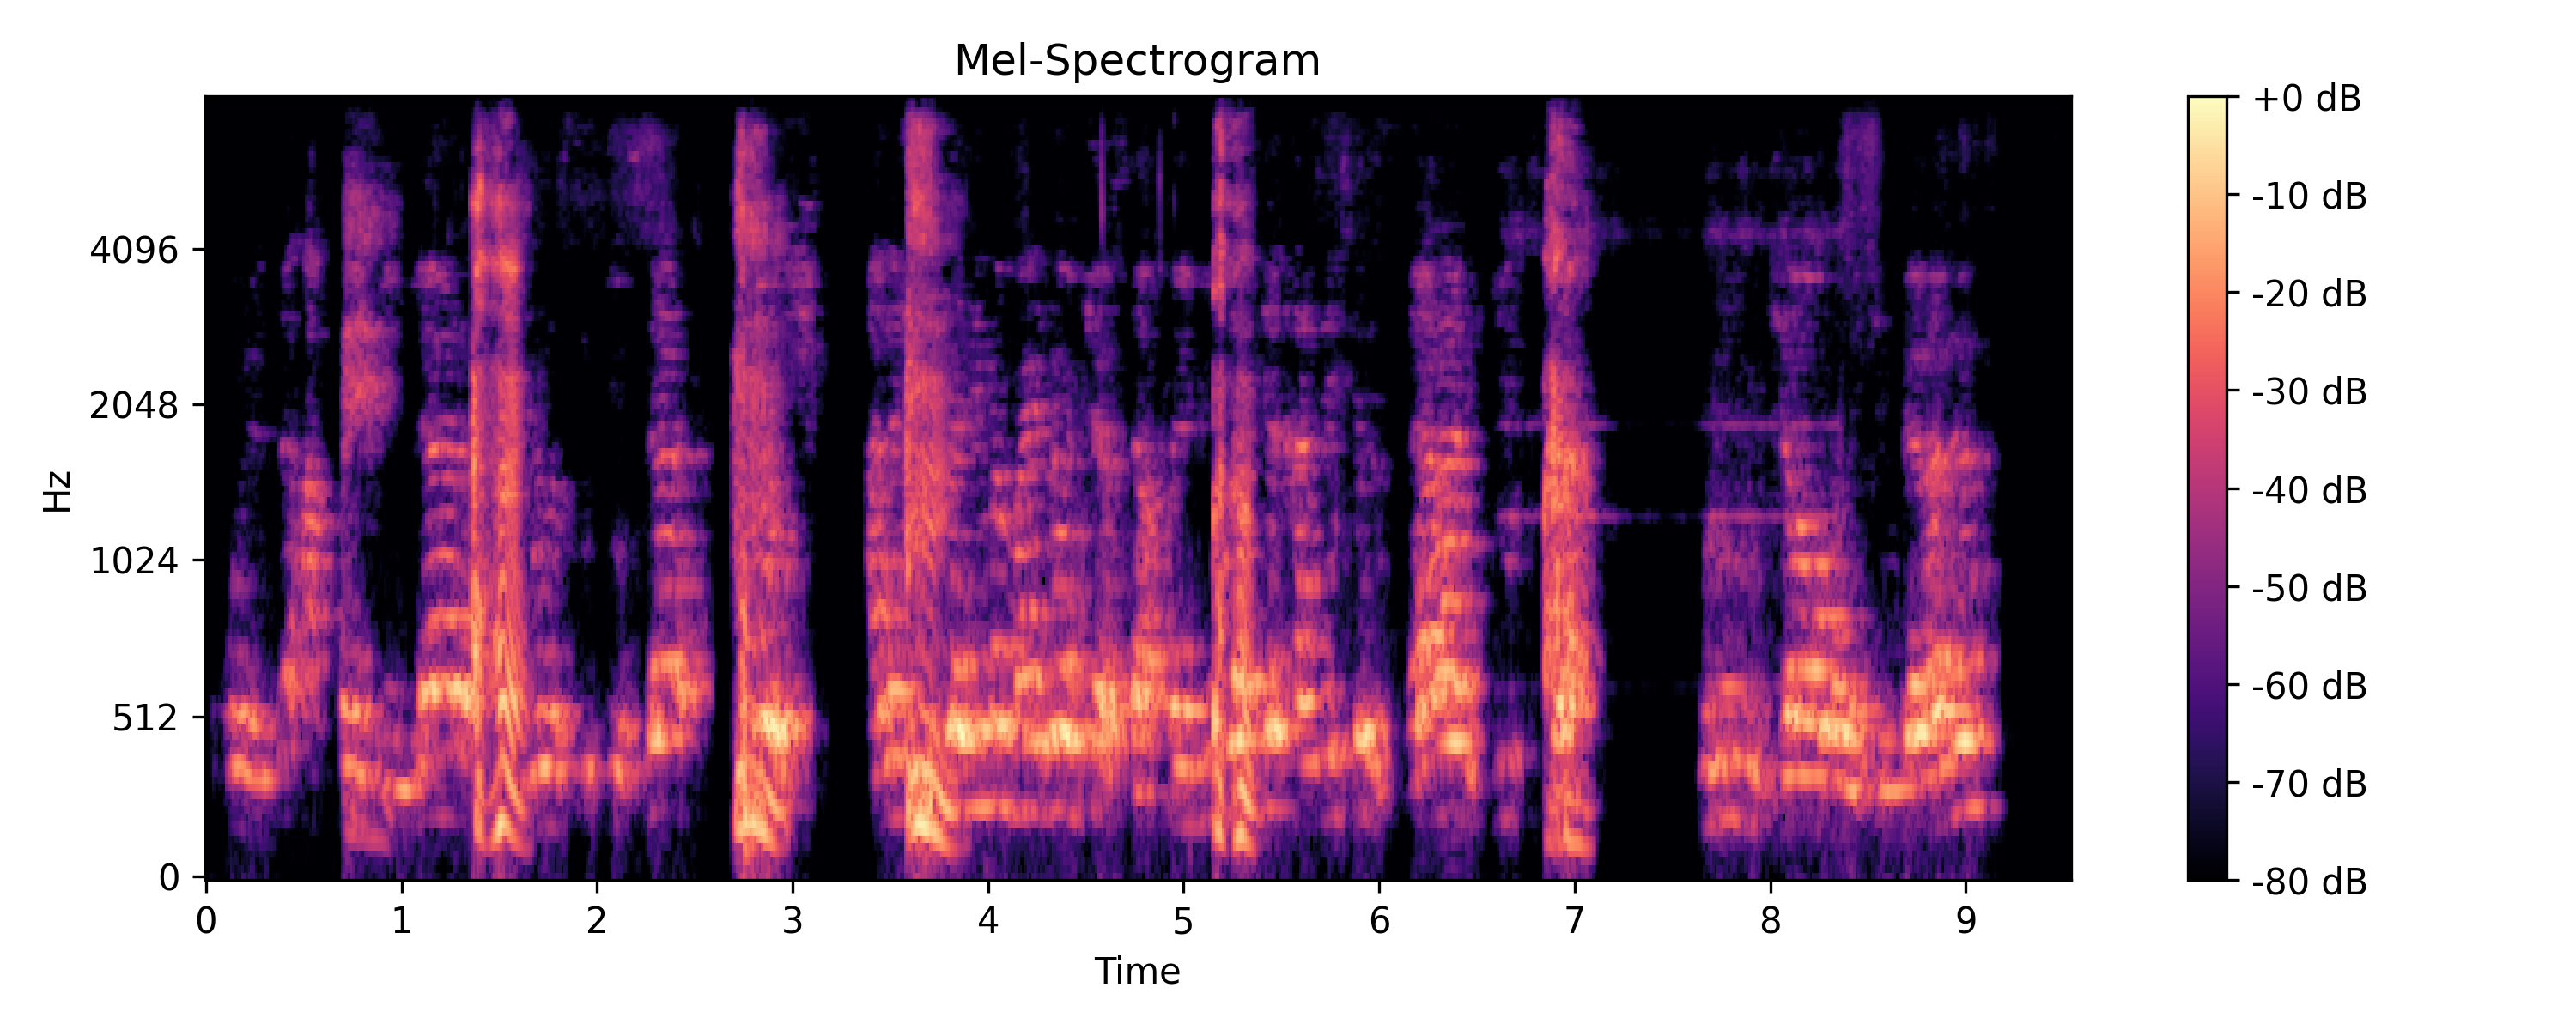 Mel-Spectrogram
+0 dB
-10 dB
-20 dB
-30 dB
-40 dB
-50 dB
-60 dB
-70 dB
-80 dB
Hz
4096
2048
1024
512
0
0 1 2 3 4 5 6 7 8 9
Time